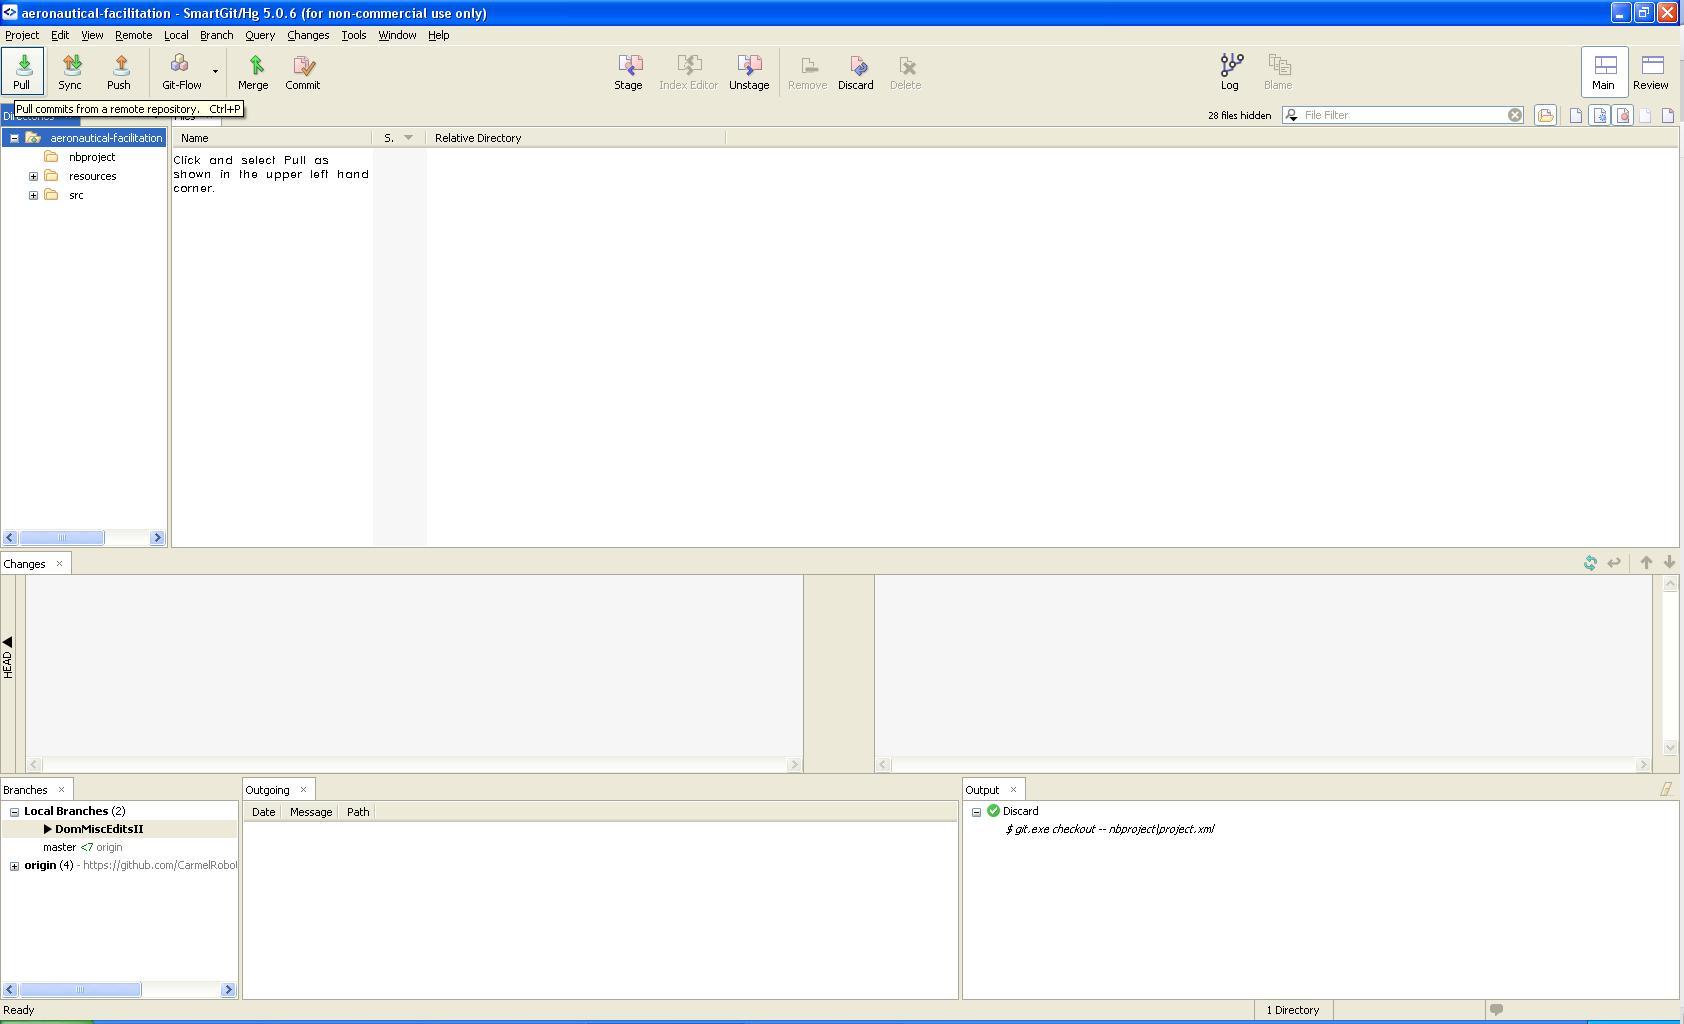 aeronautical-facilitation - SmartGit/Hg 5.0.6 (for non-commercial use only)
Project Edit View Remote Local Branch Query Changes Tools Window Help
Pull Sync Push Git-Flow Merge Commit Stage Index Editor Unstage Remove Discard Delete Log Blame Main Review
Pull commits from a remote repository. Ctrl+P
28 files hidden File Filter
Name S. Relative Directory
aeronautical-facilitation
nbproject
resources
src
Click and select Pull as
shown in the upper left hand
corner.
Changes
HEAD
Branches
Local Branches (2)
DomMiscEditsII
master <7 origin
origin (4) - https://github.com/CarmelRobot
Outgoing
Date Message Path
Output
Discard
$ git.exe checkout -- nbproject\project.xml
Ready 1 Directory